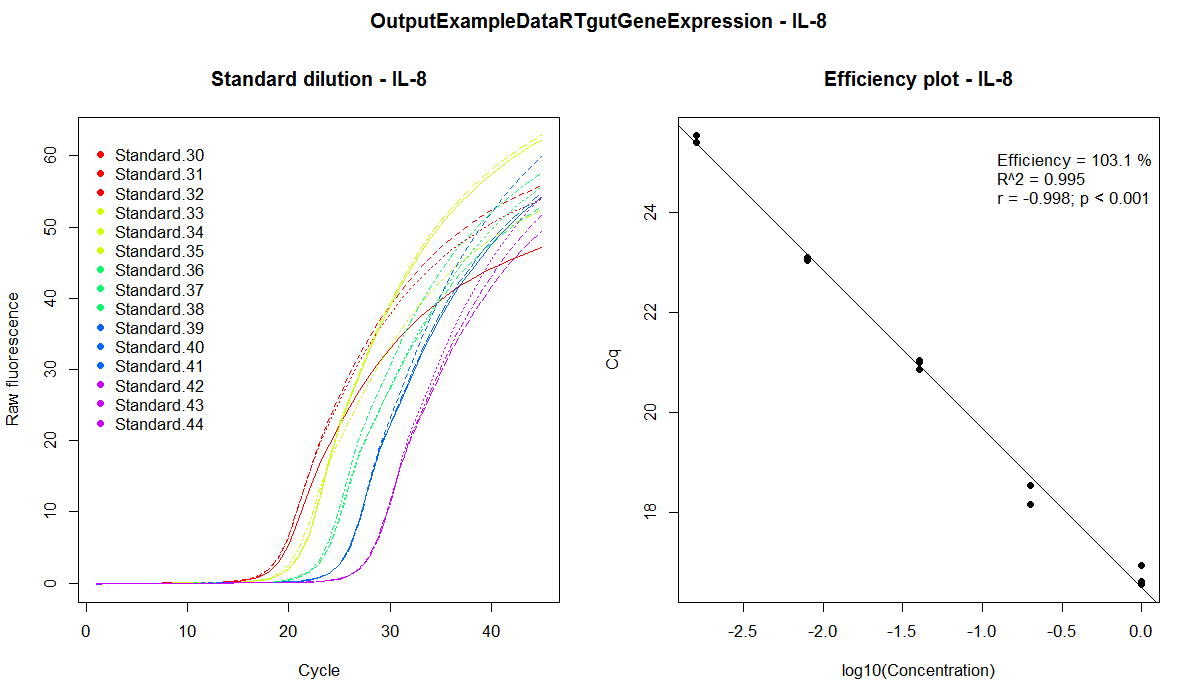 OutputExampleDataRTgutGeneExpression - IL-8
Standard dilution - IL-8
Raw fluorescence
60
50
40
30
20
10
0
Standard.30
Standard.31
Standard.32
Standard.33
Standard.34
Standard.35
Standard.36
Standard.37
Standard.38
Standard.39
Standard.40
Standard.41
Standard.42
Standard.43
Standard.44
0 10 20 30 40
Cycle
Efficiency plot - IL-8
Cq
24
22
20
18
Efficiency = 103.1 %
R^2 = 0.995
r = -0.998; p < 0.001
-2.5 -2.0 -1.5 -1.0 -0.5 0.0
log10(Concentration)